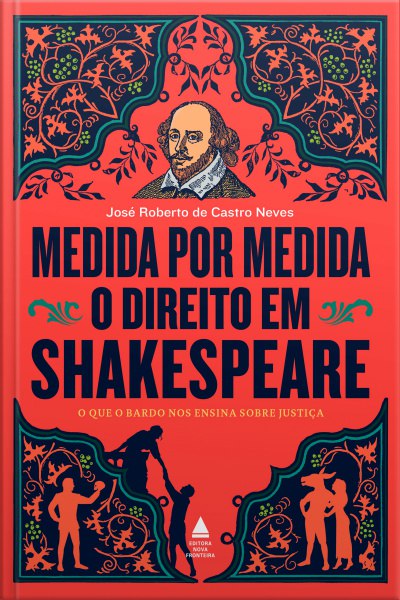 José Roberto de Castro Neves
MEDIDA POR MEDIDA
O DIREITO EM
SHAKESPEARE
O QUE O BARDO NOS ENSINA SOBRE JUSTIÇA
EDITORA
NOVA
FRONTEIRA